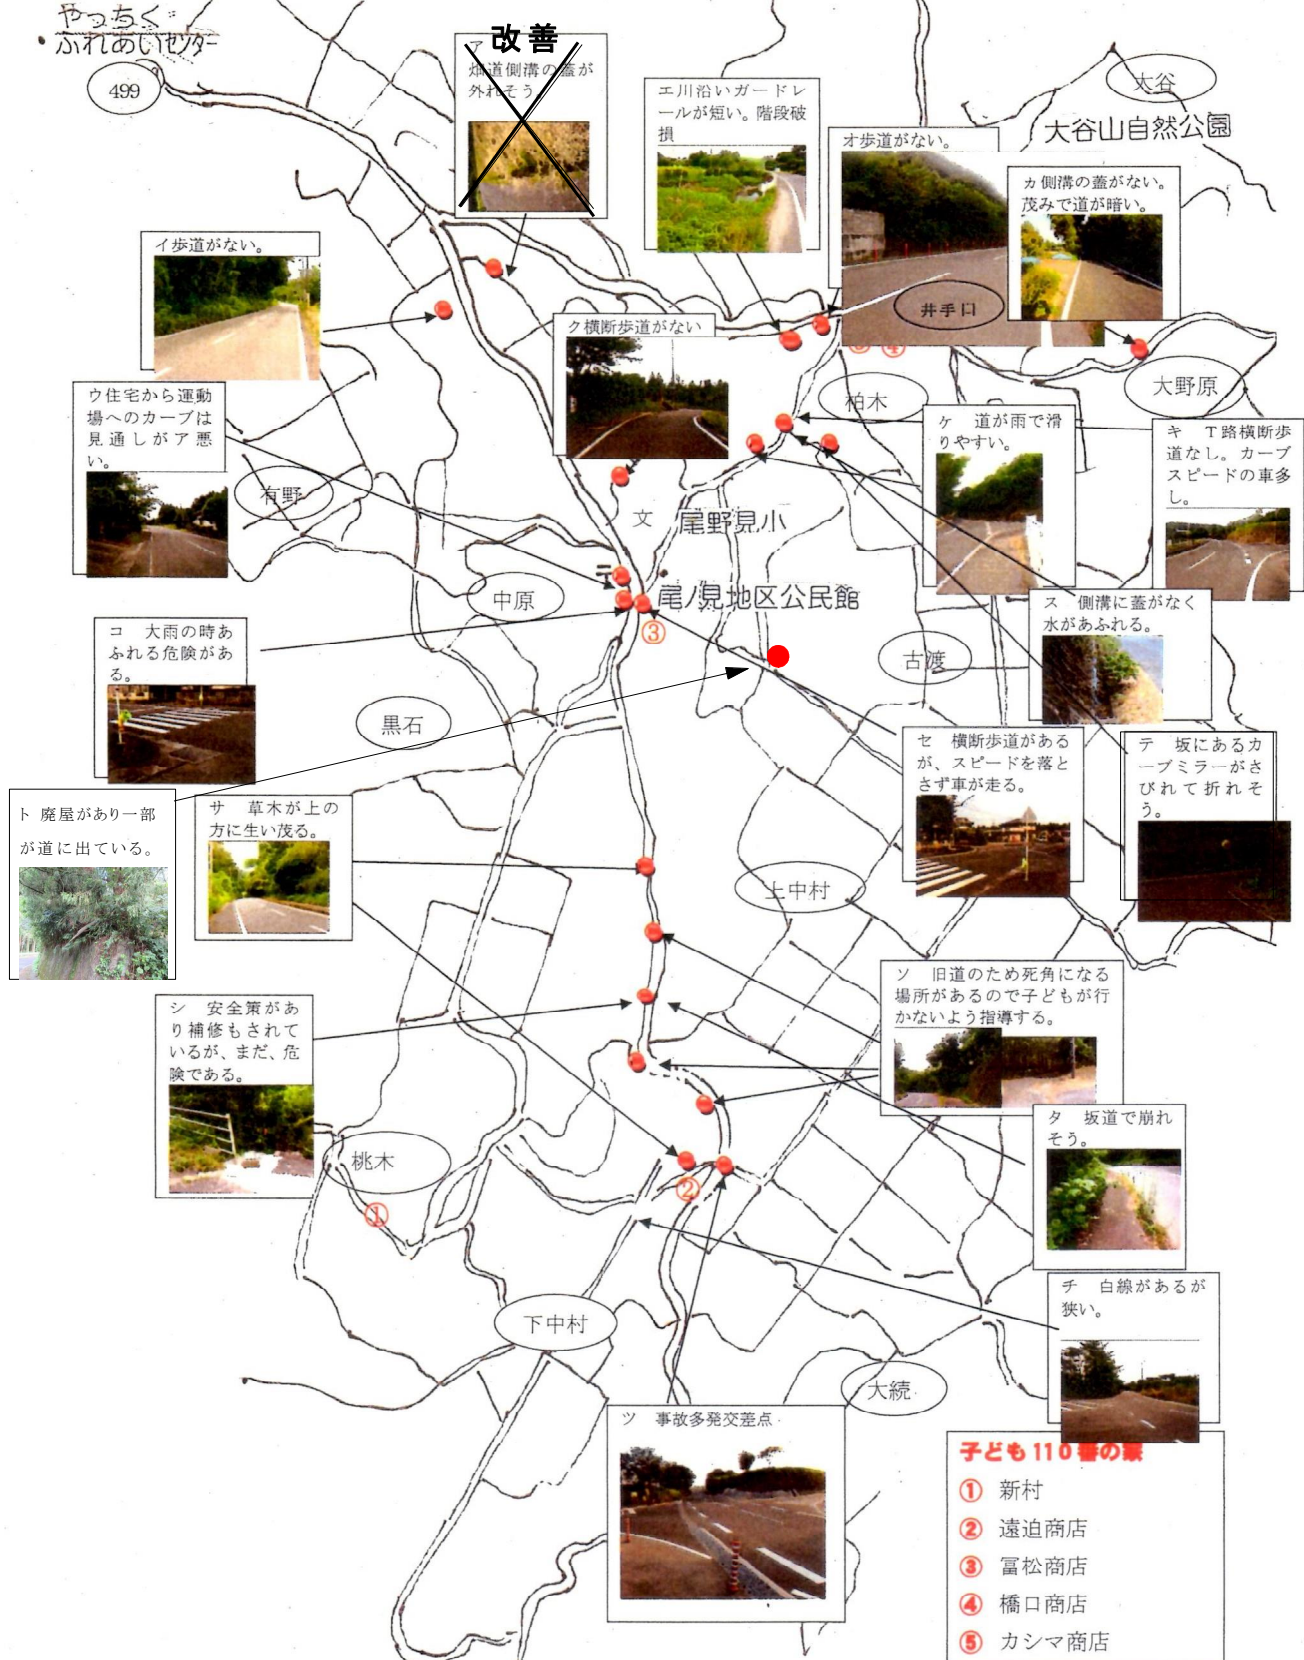 やっちく
ふれあいセンター
499
改善
ア
畑道側溝の蓋が
外れそう。
エ川沿いガードレ
ールが短い。階段破
損
オ歩道がない。
大谷
大谷山自然公園
カ側溝の蓋がない。
茂みで道が暗い。
イ歩道がない。
井手口
ク横断歩道がない
④
大野原
柏木
ウ住宅から運動
場へのカーブは
見通しがア悪
い。
ケ 道が雨で滑
りやすい。
キ T路横断歩
道なし。カーブ
スピードの車多
し。
有野
文 尾野見小
中原
尾ノ見地区公民館
③
ス 側溝に蓋がなく
水があふれる。
コ 大雨の時あ
ふれる危険があ
る。
古渡
黒石
セ 横断歩道がある
が、スピードを落と
さず車が走る。
テ 坂にあるカ
ーブミラーがさ
びれて折れそ
う。
ト 廃屋があり一部
が道に出ている。
サ 草木が上の
方に生い茂る。
上中村
ソ 旧道のため死角になる
場所があるので子どもが行
かないよう指導する。
シ 安全策があ
り補修もされて
いるが、まだ、危
険である。
タ 坂道で崩れ
そう。
桃木
②
①
チ 白線があるが
狭い。
下中村
大続
ツ 事故多発交差点
子ども110番の家
① 新村
② 遠迫商店
③ 冨松商店
④ 橋口商店
⑤ カシマ商店